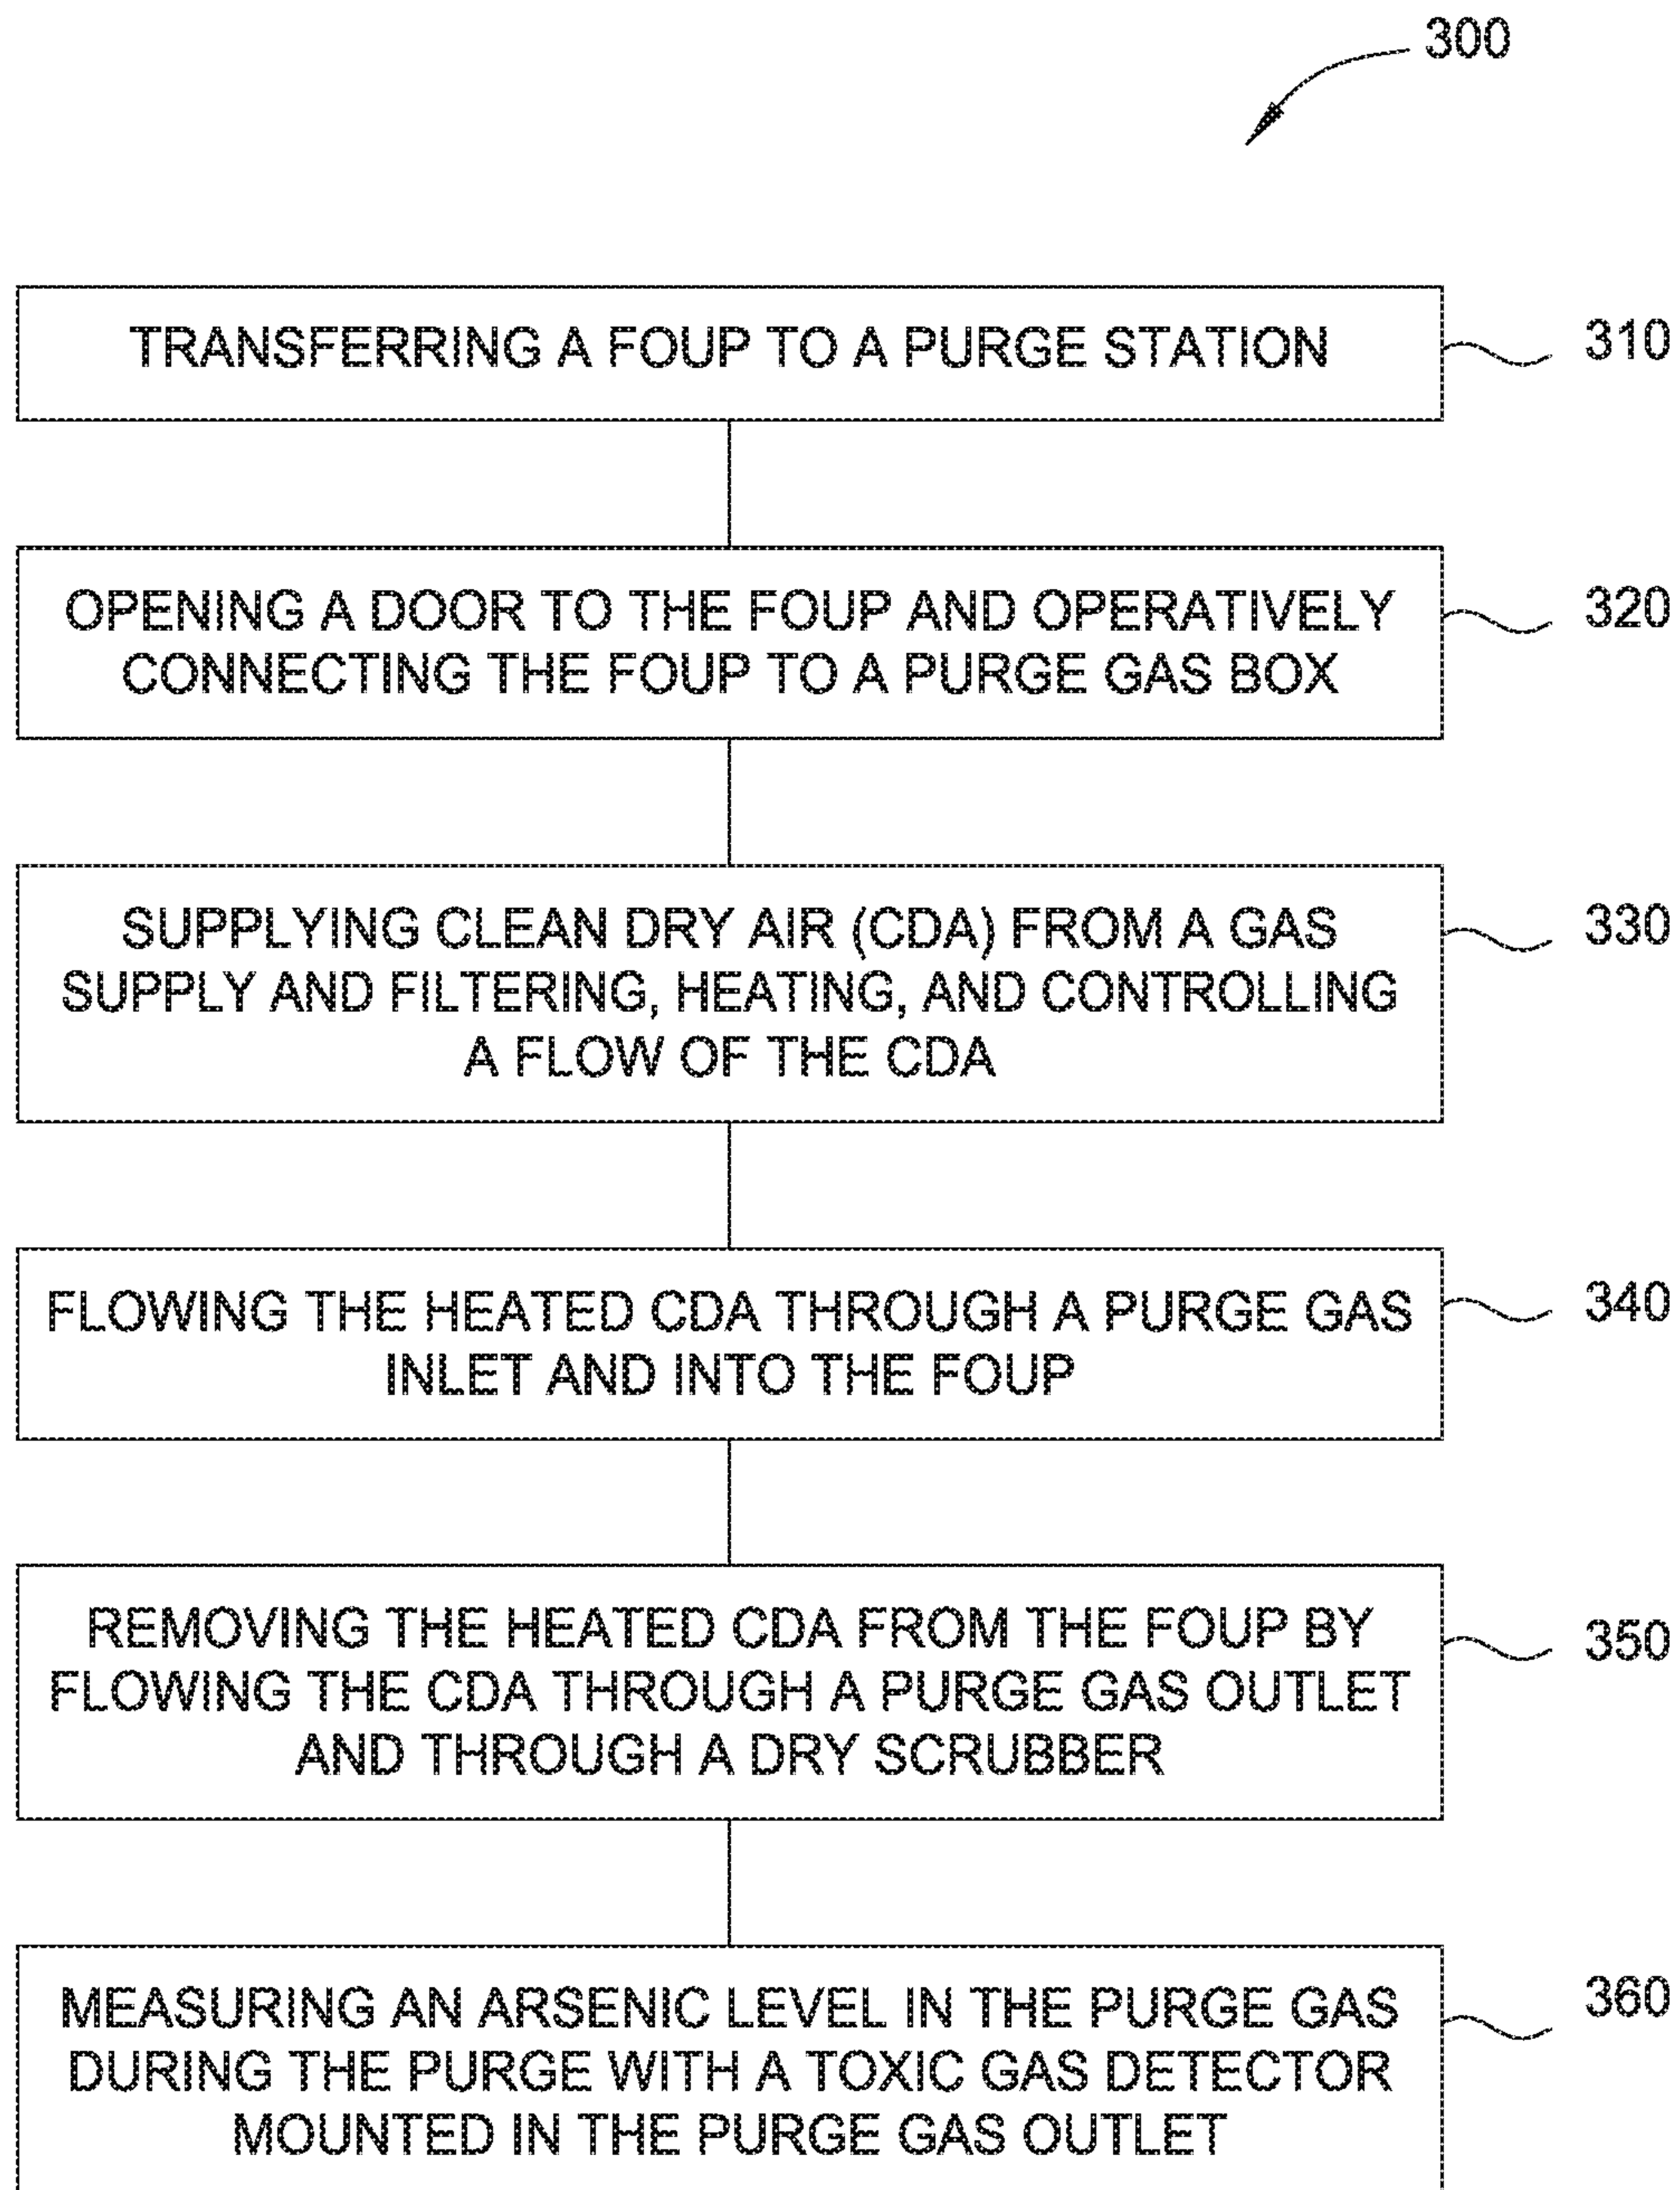 300
TRANSFERRING A FOUP TO A PURGE STATION
310
OPENING A DOOR TO THE FOUP AND OPERATIVELY
CONNECTING THE FOUP TO A PURGE GAS BOX
320
SUPPLYING CLEAN DRY AIR (CDA) FROM A GAS
SUPPLY AND FILTERING, HEATING, AND CONTROLLING
A FLOW OF THE CDA
330
FLOWING THE HEATED CDA THROUGH A PURGE GAS
INLET AND INTO THE FOUP
340
REMOVING THE HEATED CDA FROM THE FOUP BY
FLOWING THE CDA THROUGH A PURGE GAS OUTLET
AND THROUGH A DRY SCRUBBER
350
MEASURING AN ARSENIC LEVEL IN THE PURGE GAS
DURING THE PURGE WITH A TOXIC GAS DETECTOR
MOUNTED IN THE PURGE GAS OUTLET
360